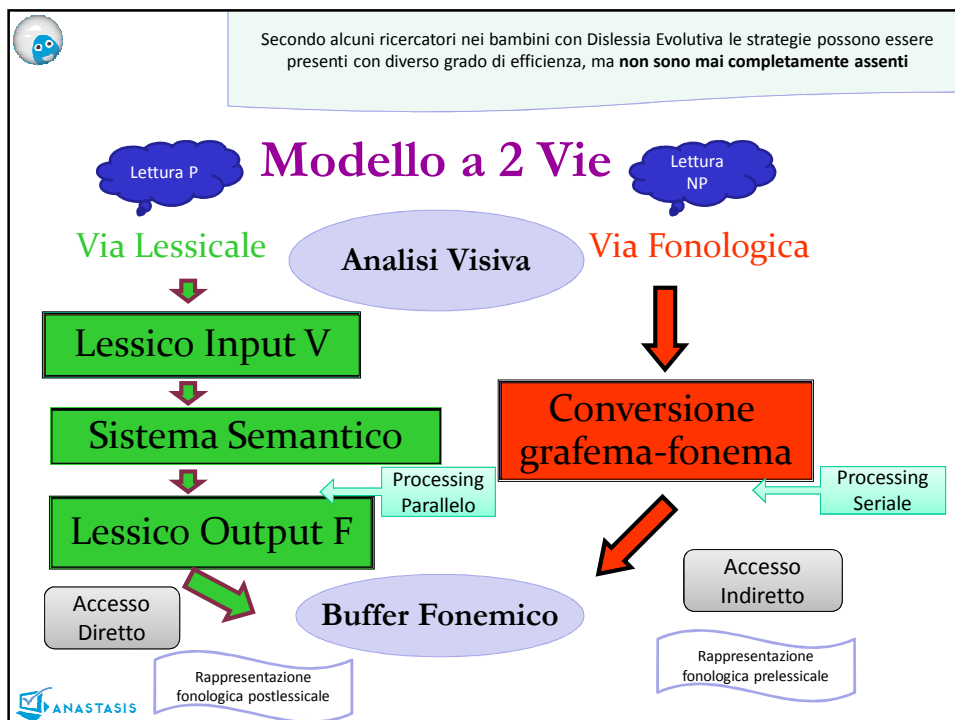 Secondo alcuni ricercatori nei bambini con Dislessia Evolutiva le strategie possono essere
presenti con diverso grado di efficienza, ma non sono mai completamente assenti
Modello a 2 Vie
Lettura P
Lettura
NP
Via Lessicale
Analisi Visiva
Via Fonologica
Lessico Input V
Sistema Semantico
Conversione
grafema-fonema
Processing
Parallelo
Processing
Seriale
Lessico Output F
Accesso
Diretto
Buffer Fonemico
Accesso
Indiretto
Rappresentazione
fonologica postlessicale
Rappresentazione
fonologica prelessicale
ANASTASIS